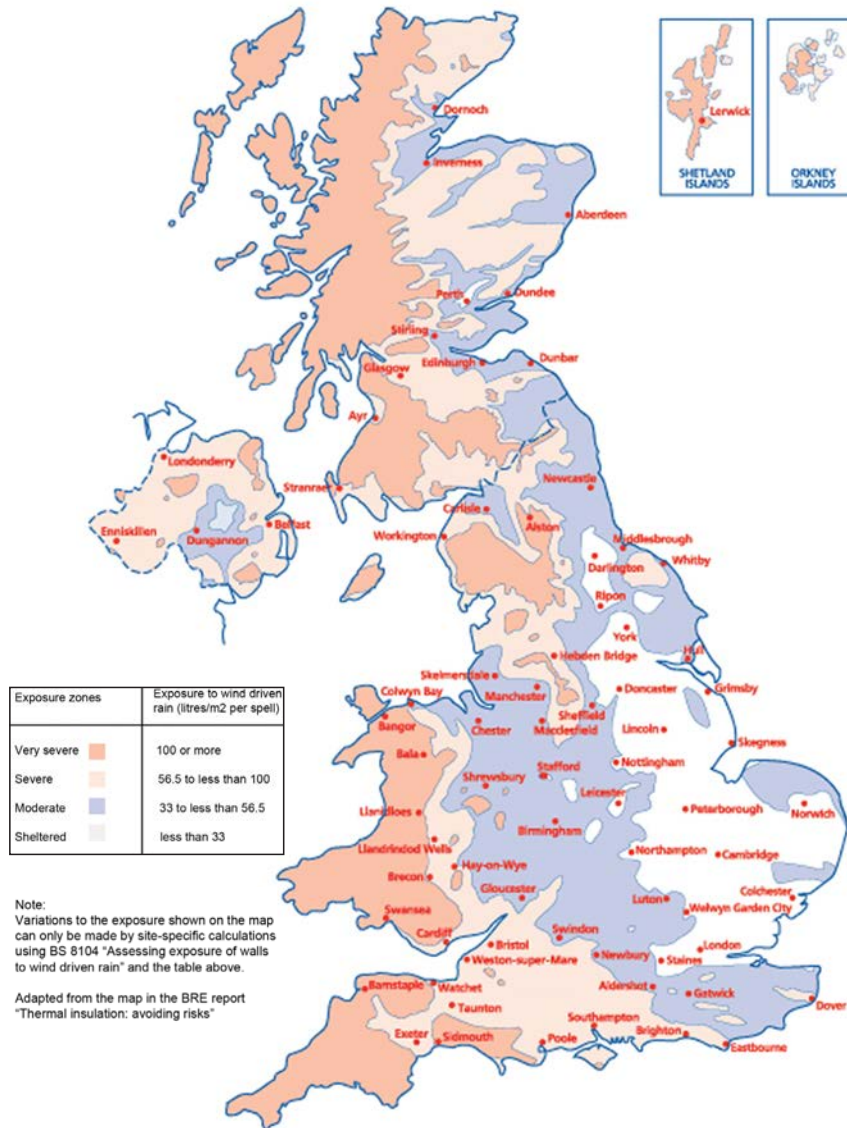 Lerwick
SHETLAND
ISLANDS
ORKNEY
ISLANDS
Dornoch
Inverness
Aberdeen
Perth
Dundee
Stirling
Edinburgh
Dunbar
Glasgow
Ayr
Londonderry
Stranraer
Newcastle
Carlisle
Belfast
Enniskillen
Dungannon
Workington
Alston
Middlesbrough
Whitby
Darlington
Ripon
York
Hull
Hebden Bridge
Skelmersdale
Manchester
Doncaster
Grimsby
Colwyn Bay
Sheffield
Bangor
Chester
Macclesfield
Lincoln
Skegness
Bala
Nottingham
Stafford
Shrewsbury
Leicester
Peterborough
Norwich
Llanidloes
Birmingham
Llandrindod Wells
Northampton
Cambridge
Hay-on-Wye
Brecon
Gloucester
Luton
Colchester
Welwyn Garden City
Swansea
Cardiff
Swindon
Bristol
Newbury
London
Weston-super-Mare
Staines
Barnstaple
Watchet
Aldershot
Gatwick
Taunton
Dover
Southampton
Exeter
Sidmouth
Poole
Brighton
Eastbourne
Exposure zones
Exposure to wind driven
rain (litres/m2 per spell)
Very severe
100 or more
Severe
56.5 to less than 100
Moderate
33 to less than 56.5
Sheltered
less than 33
Note:
Variations to the exposure shown on the map
can only be made by site-specific calculations
using BS 8104 “Assessing exposure of walls
to wind driven rain” and the table above.
Adapted from the map in the BRE report
“Thermal insulation: avoiding risks”